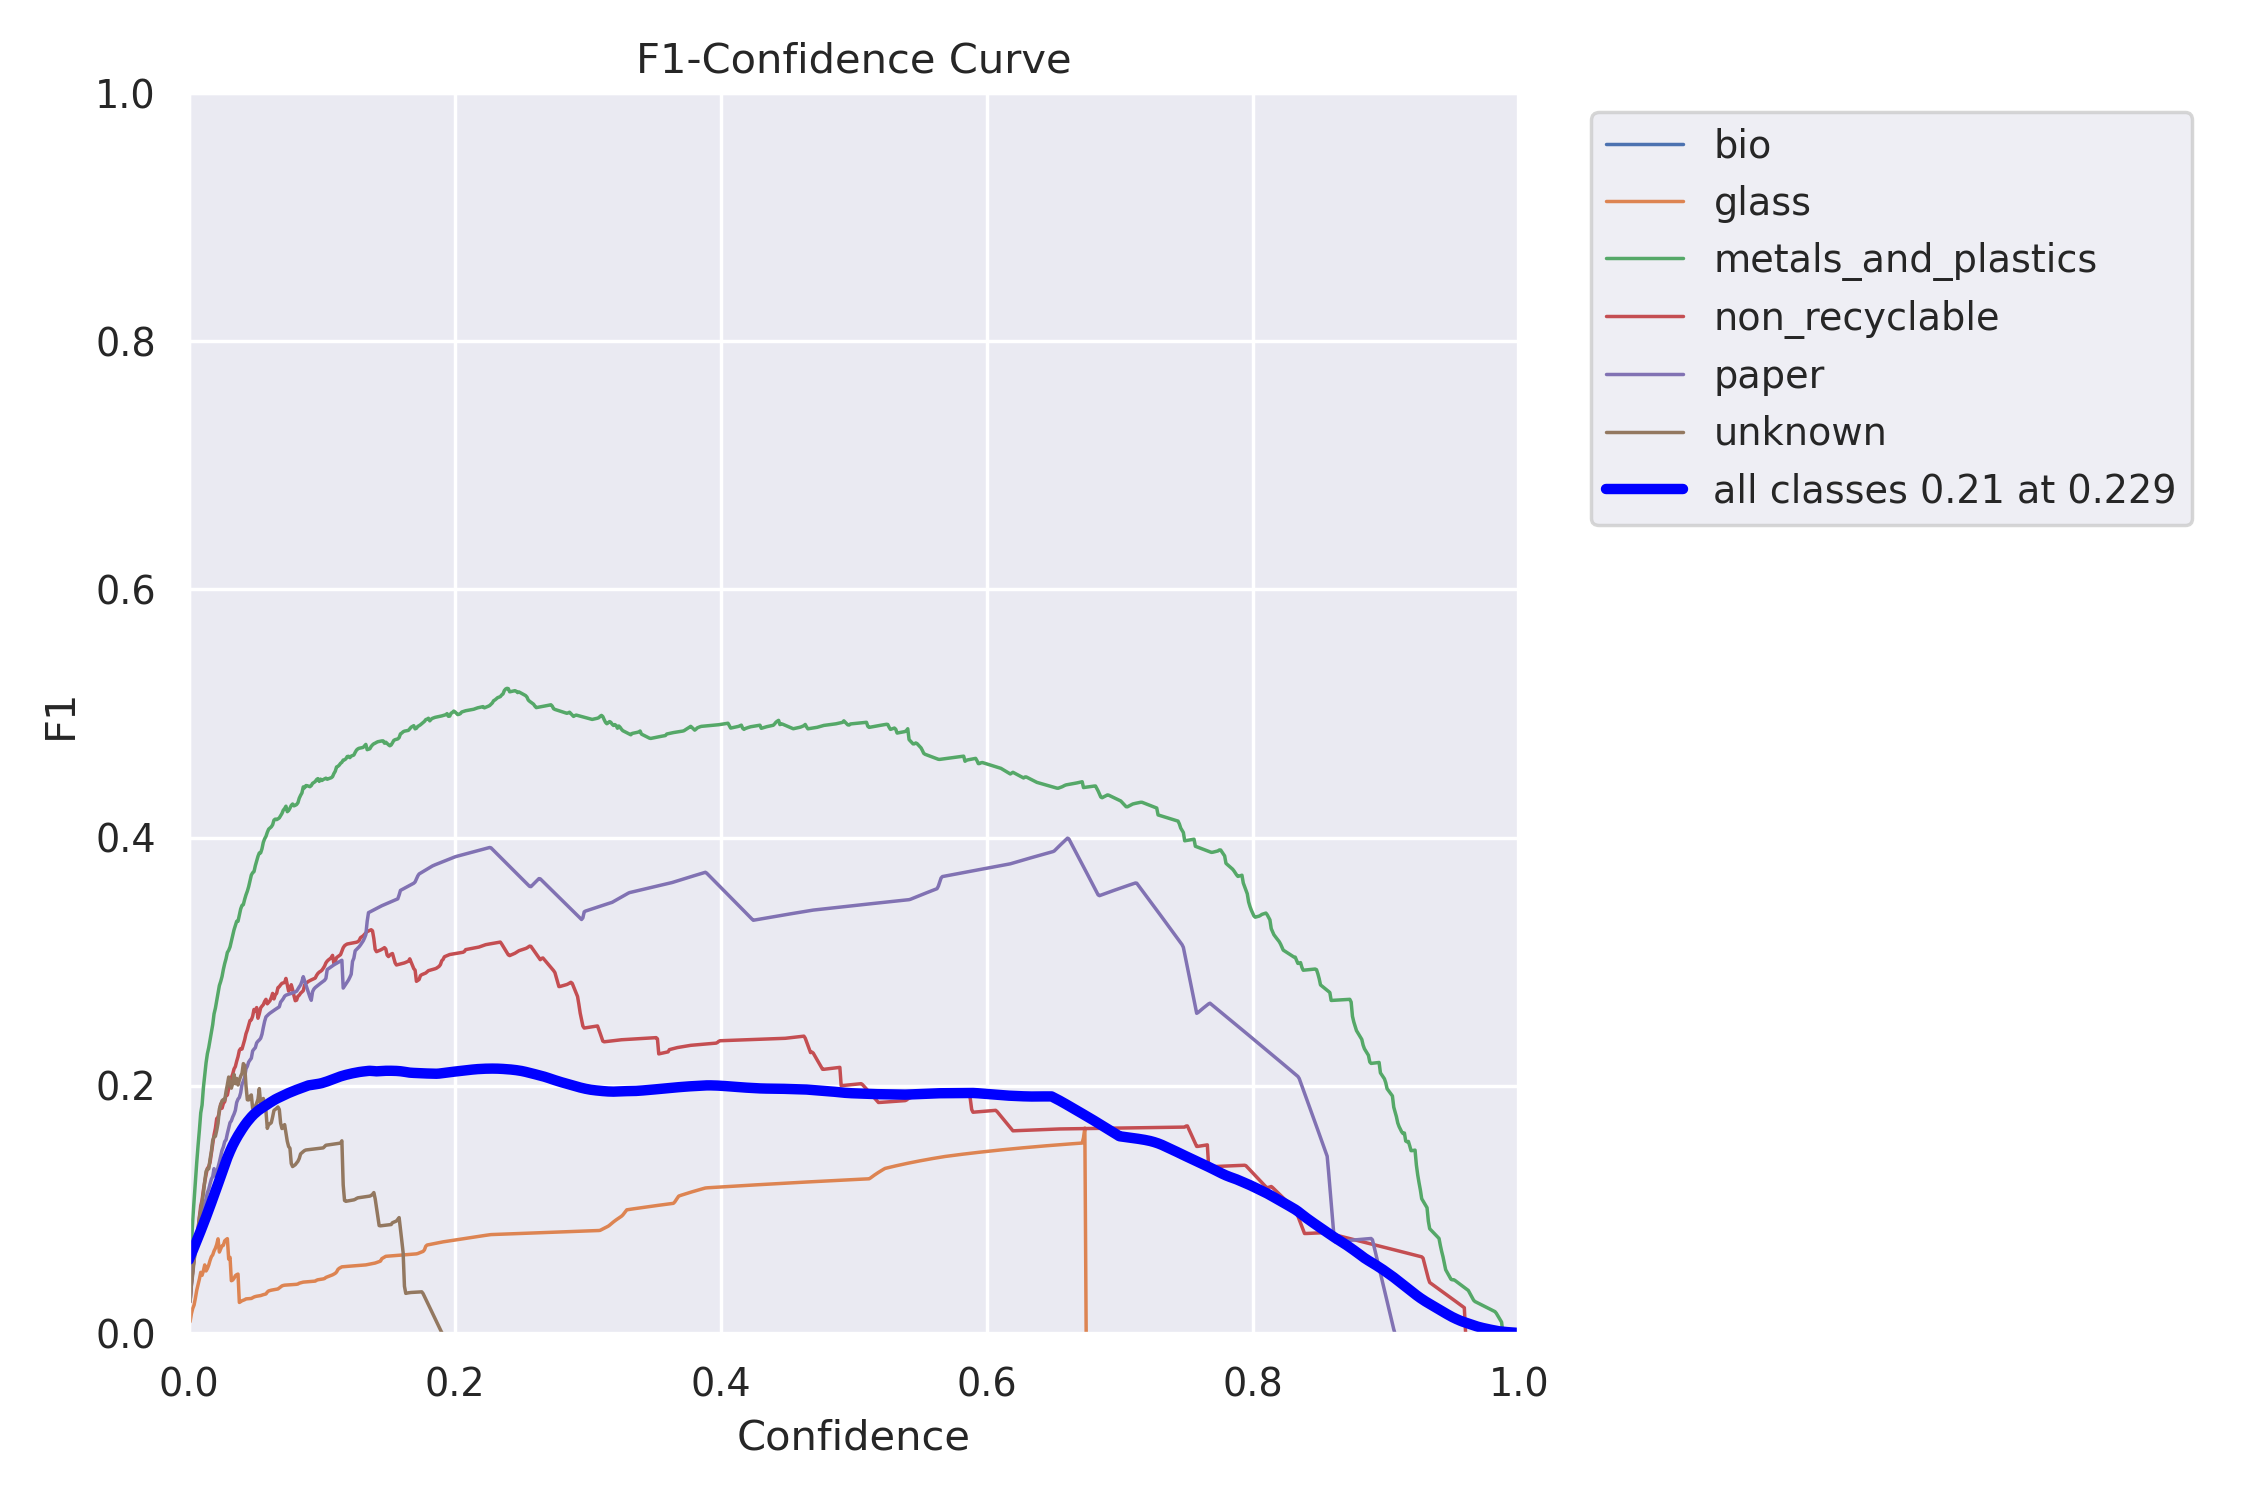 F1-Confidence Curve
1.0
0.8
0.6
0.4
0.2
0.0
F1
0.0 0.2 0.4 0.6 0.8 1.0
Confidence
bio
glass
metals_and_plastics
non_recyclable
paper
unknown
all classes 0.21 at 0.229